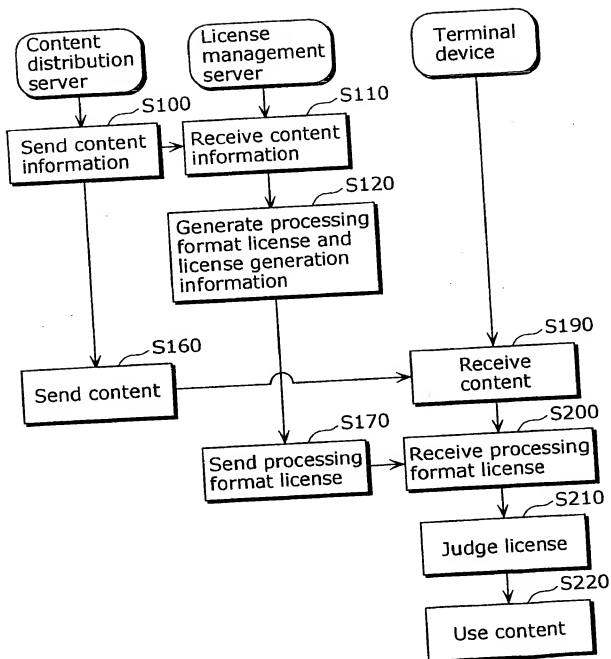 Content
distribution
server
License
management
server
Terminal
device
S100
Send content
information
S110
Receive content
information
S120
Generate processing
format license and
license generation
information
S160
Send content
S190
Receive
content
S170
Send processing
format license
S200
Receive processing
format license
S210
Judge license
S220
Use content